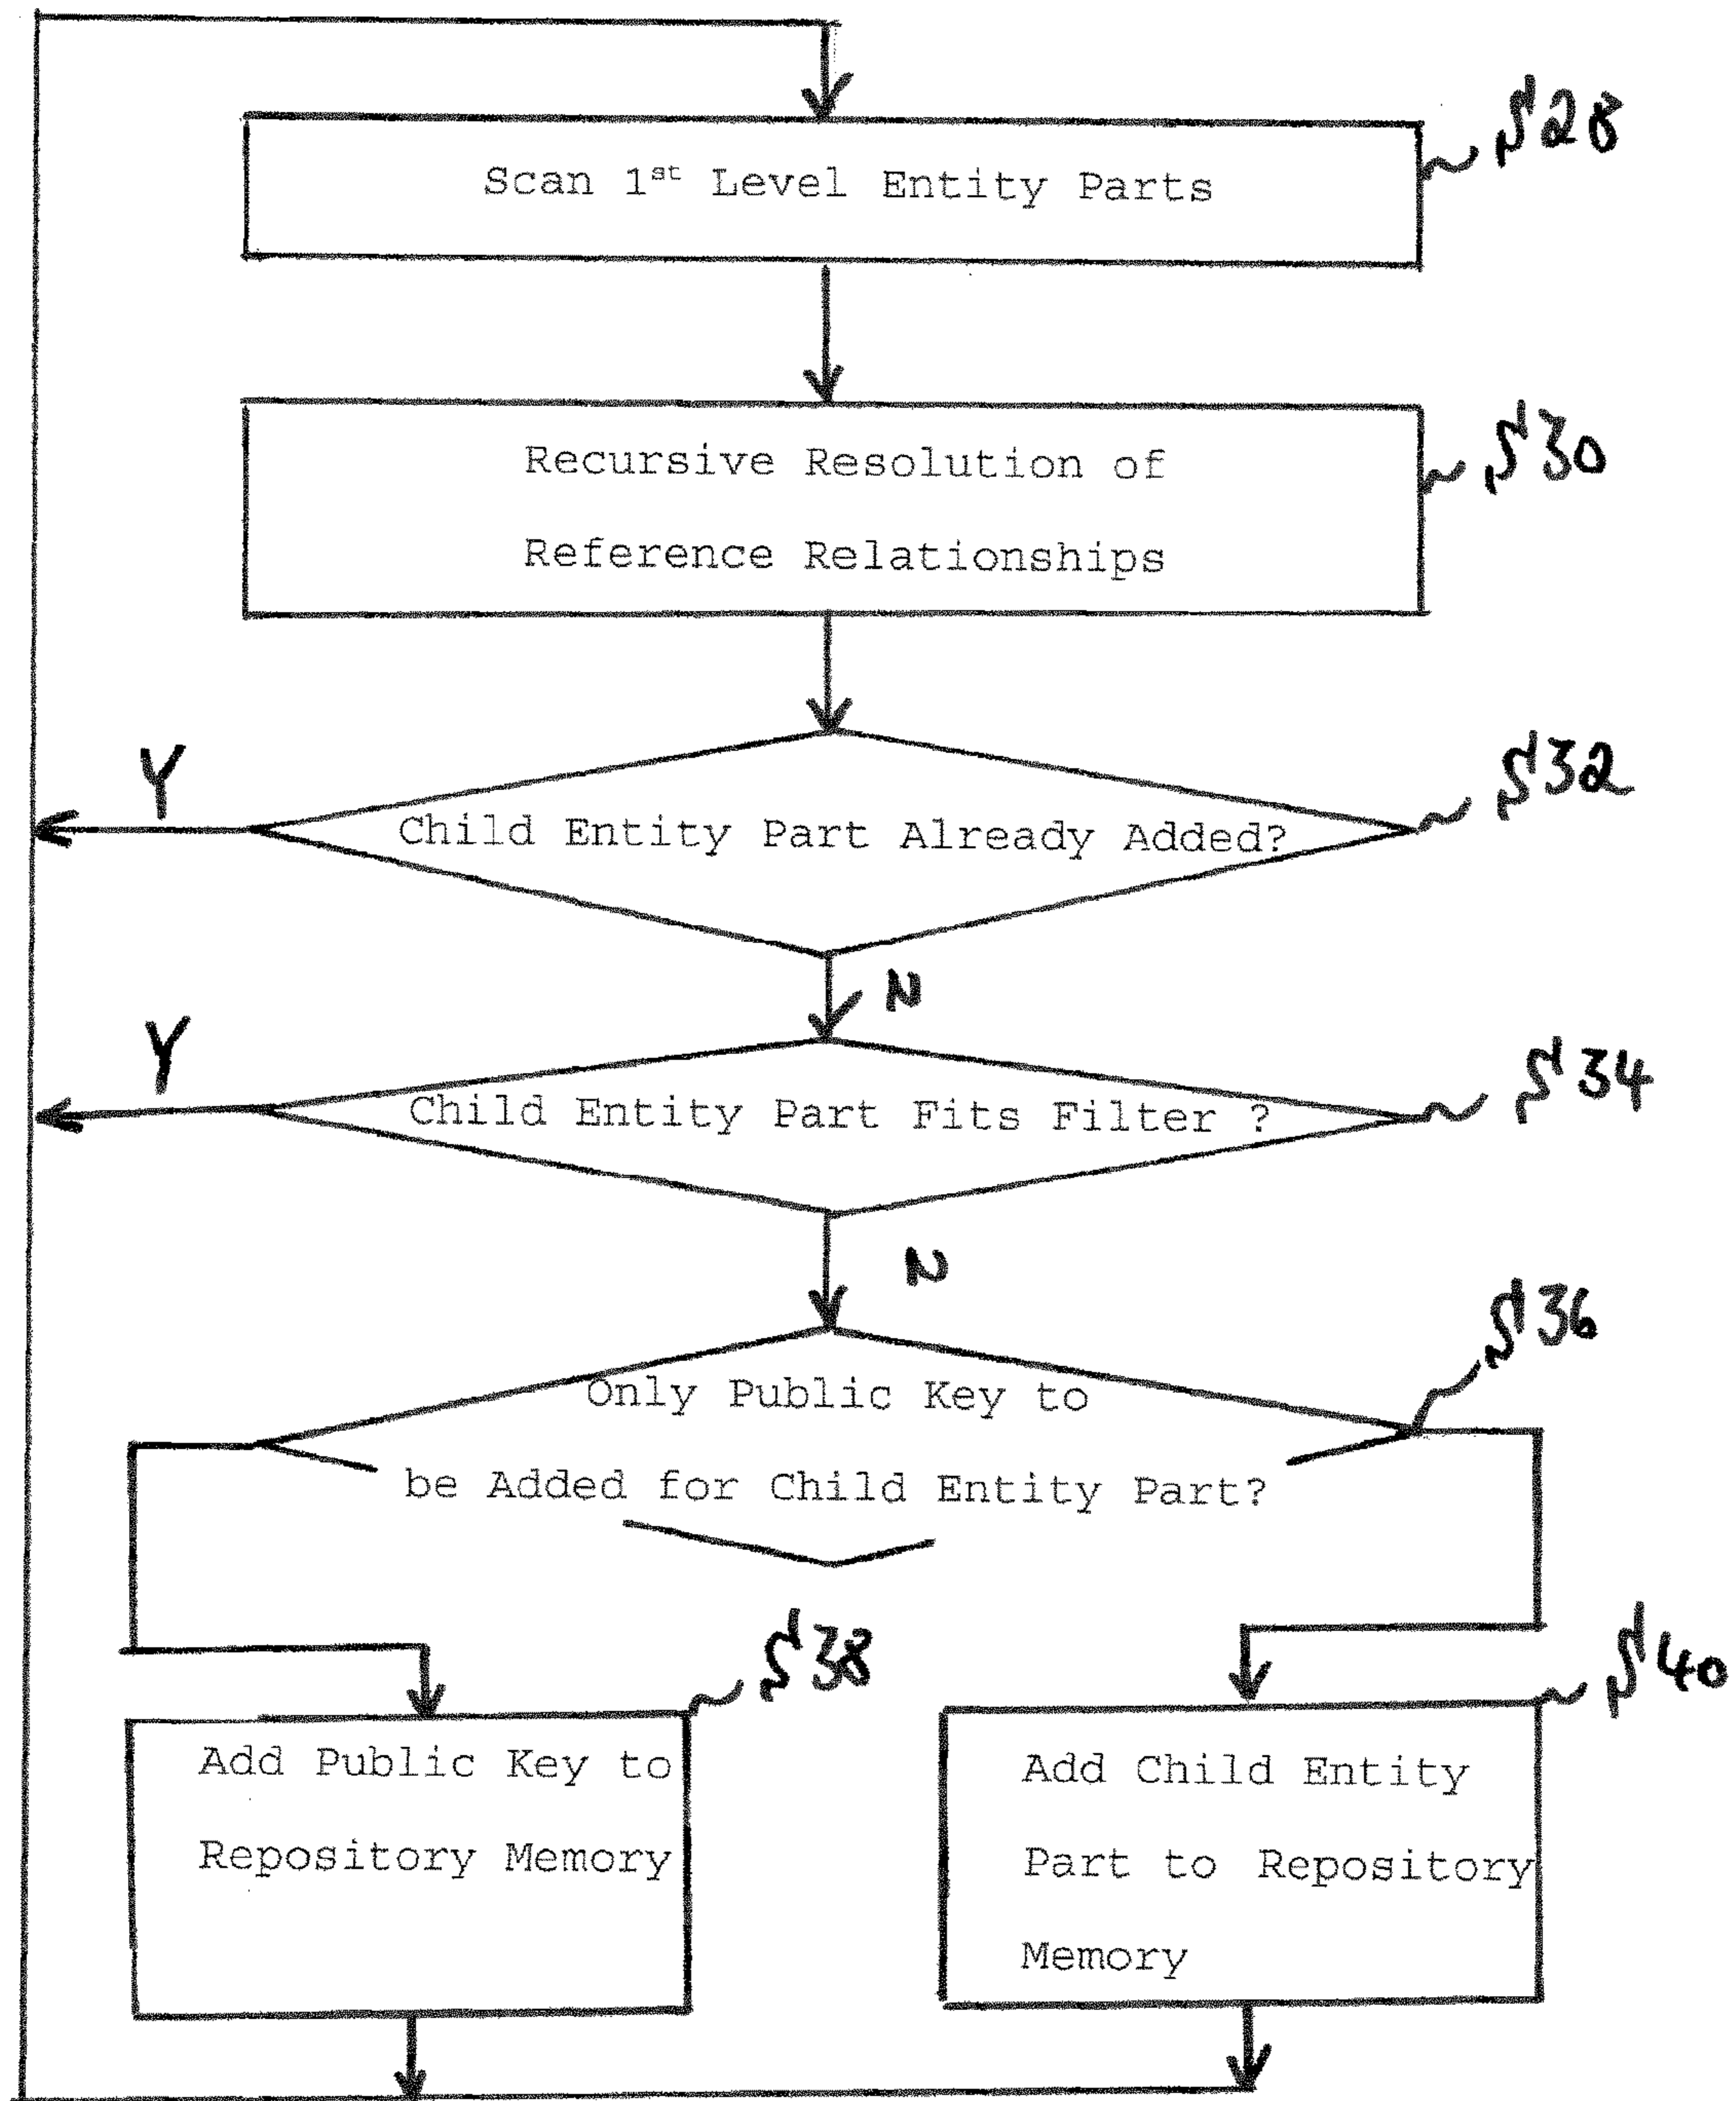 Scan 1st Level Entity Parts
S28
Recursive Resolution of
Reference Relationships
S30
Y
Child Entity Part Already Added?
S32
N
Y
Child Entity Part Fits Filter ?
S34
N
S36
Only Public Key to
be Added for Child Entity Part?
S38
S40
Add Public Key to
Repository Memory
Add Child Entity
Part to Repository
Memory